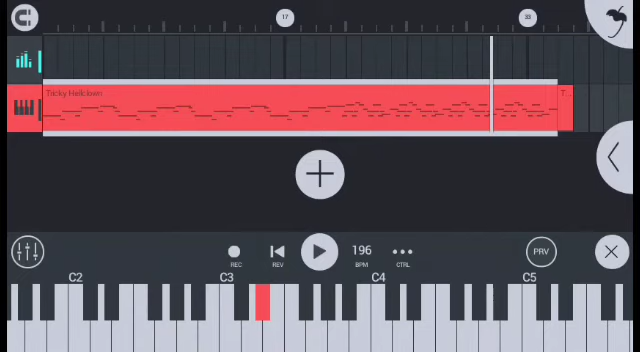 17
33
Tricky Hellclown
T...
196
PRV
REC
REV
BPM
CTRL
C2
C3
C4
C5